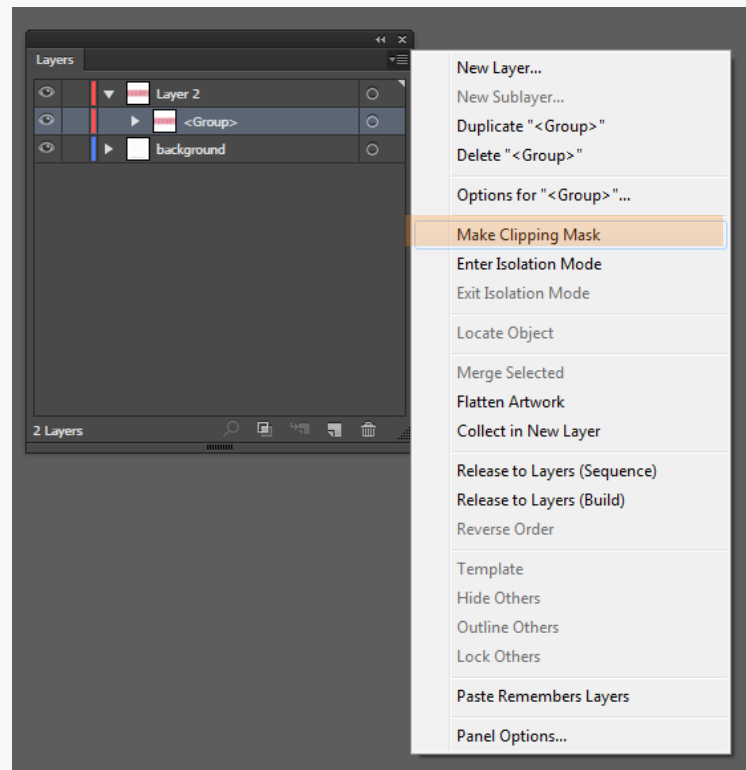 Layers
Layer 2
<Group>
background
2 Layers
New Layer...
New Sublayer...
Duplicate "<Group>"
Delete "<Group>"
Options for "<Group>"...
Make Clipping Mask
Enter Isolation Mode
Exit Isolation Mode
Locate Object
Merge Selected
Flatten Artwork
Collect in New Layer
Release to Layers (Sequence)
Release to Layers (Build)
Reverse Order
Template
Hide Others
Outline Others
Lock Others
Paste Remembers Layers
Panel Options...